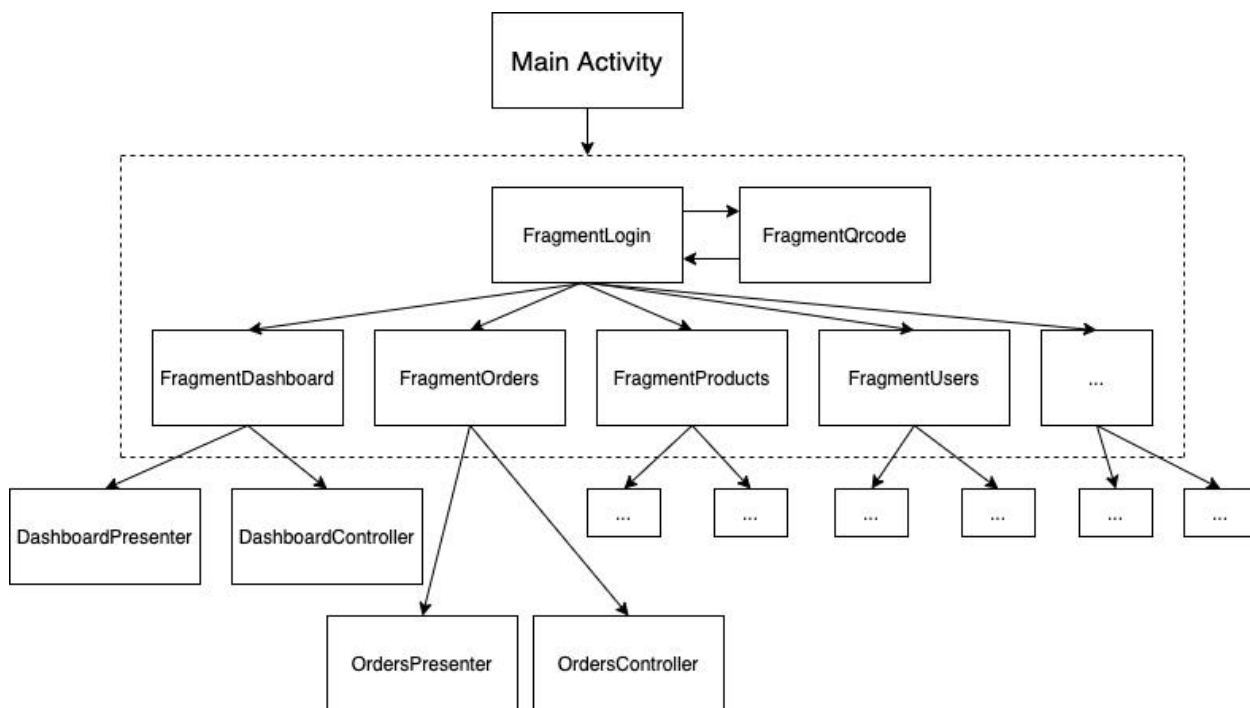 Main Activity
FragmentLogin
FragmentQrcode
FragmentDashboard
FragmentOrders
FragmentProducts
FragmentUsers
...
DashboardPresenter
DashboardController
...
...
...
...
...
...
OrdersPresenter
OrdersController